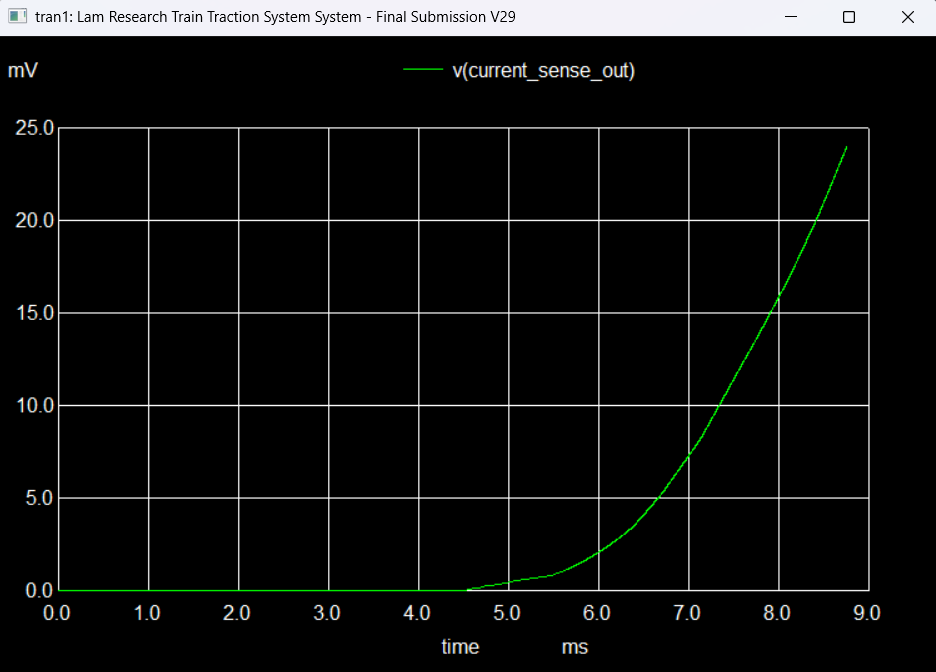 tran1: Lam Research Train Traction System System - Final Submission V29
mV
v(current_sense_out)
25.0
20.0
15.0
10.0
5.0
0.0
0.0 1.0 2.0 3.0 4.0 5.0 6.0 7.0 8.0 9.0
time ms